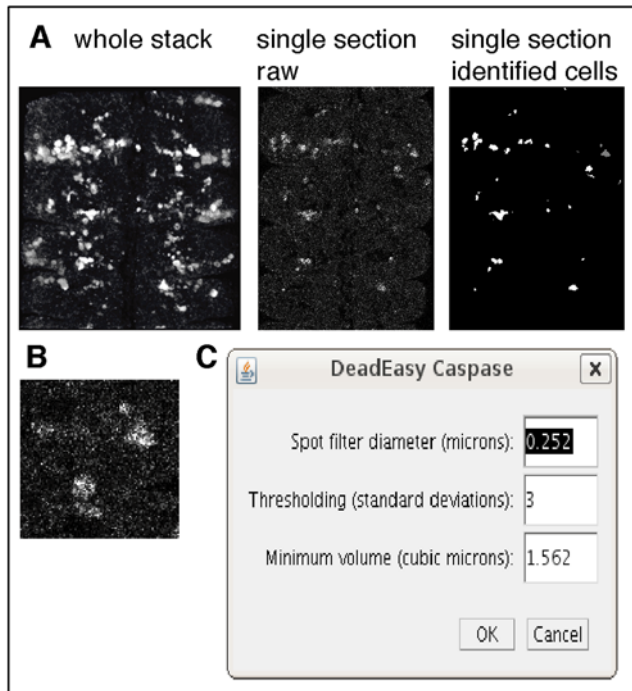 A whole stack
single section
raw
single section
identified cells
B
C
DeadEasy Caspase
Spot filter diameter (microns): 0.252
Thresholding (standard deviations): 3
Minimum volume (cubic microns): 1.562
OK Cancel